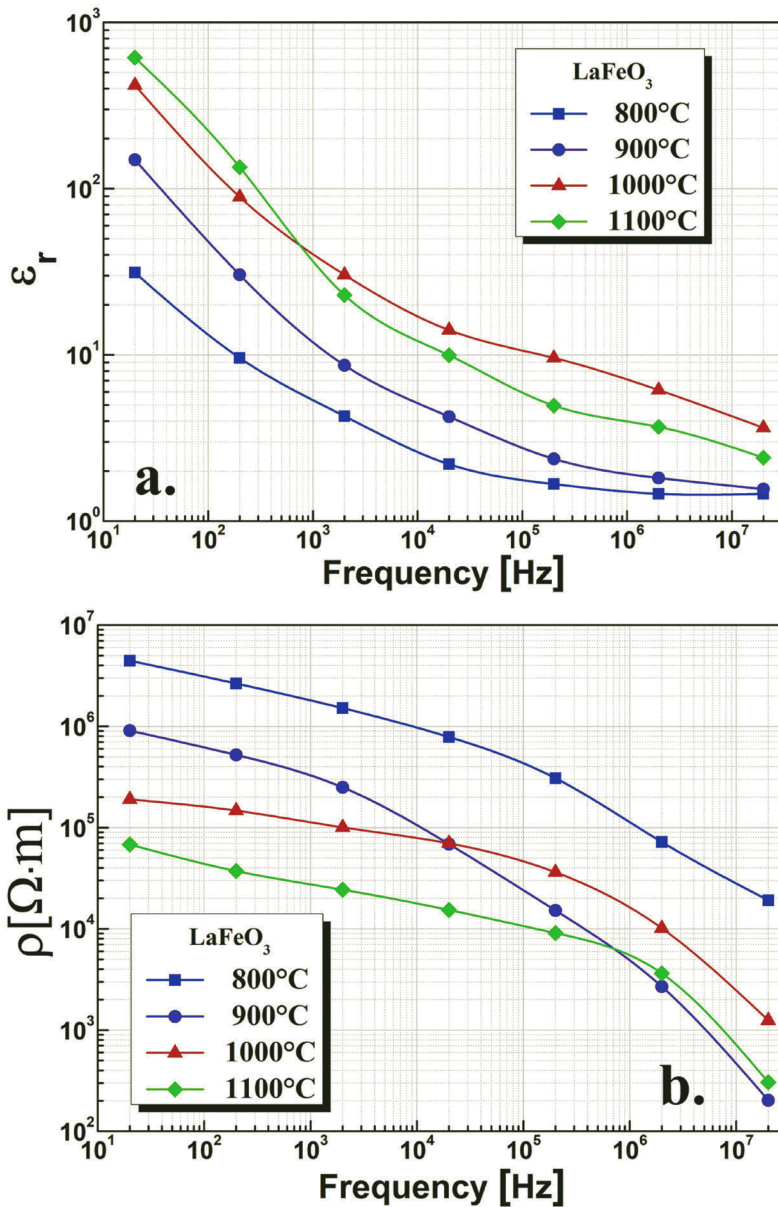 10³
10²
10¹
10⁰
εᵣ
LaFeO₃
800°C
900°C
1000°C
1100°C
a.
10¹ 10² 10³ 10⁴ 10⁵ 10⁶ 10⁷
Frequency [Hz]
10⁷
10⁶
10⁵
10⁴
10³
10²
ρ[Ω·m]
LaFeO₃
800°C
900°C
1000°C
1100°C
b.
10¹ 10² 10³ 10⁴ 10⁵ 10⁶ 10⁷
Frequency [Hz]